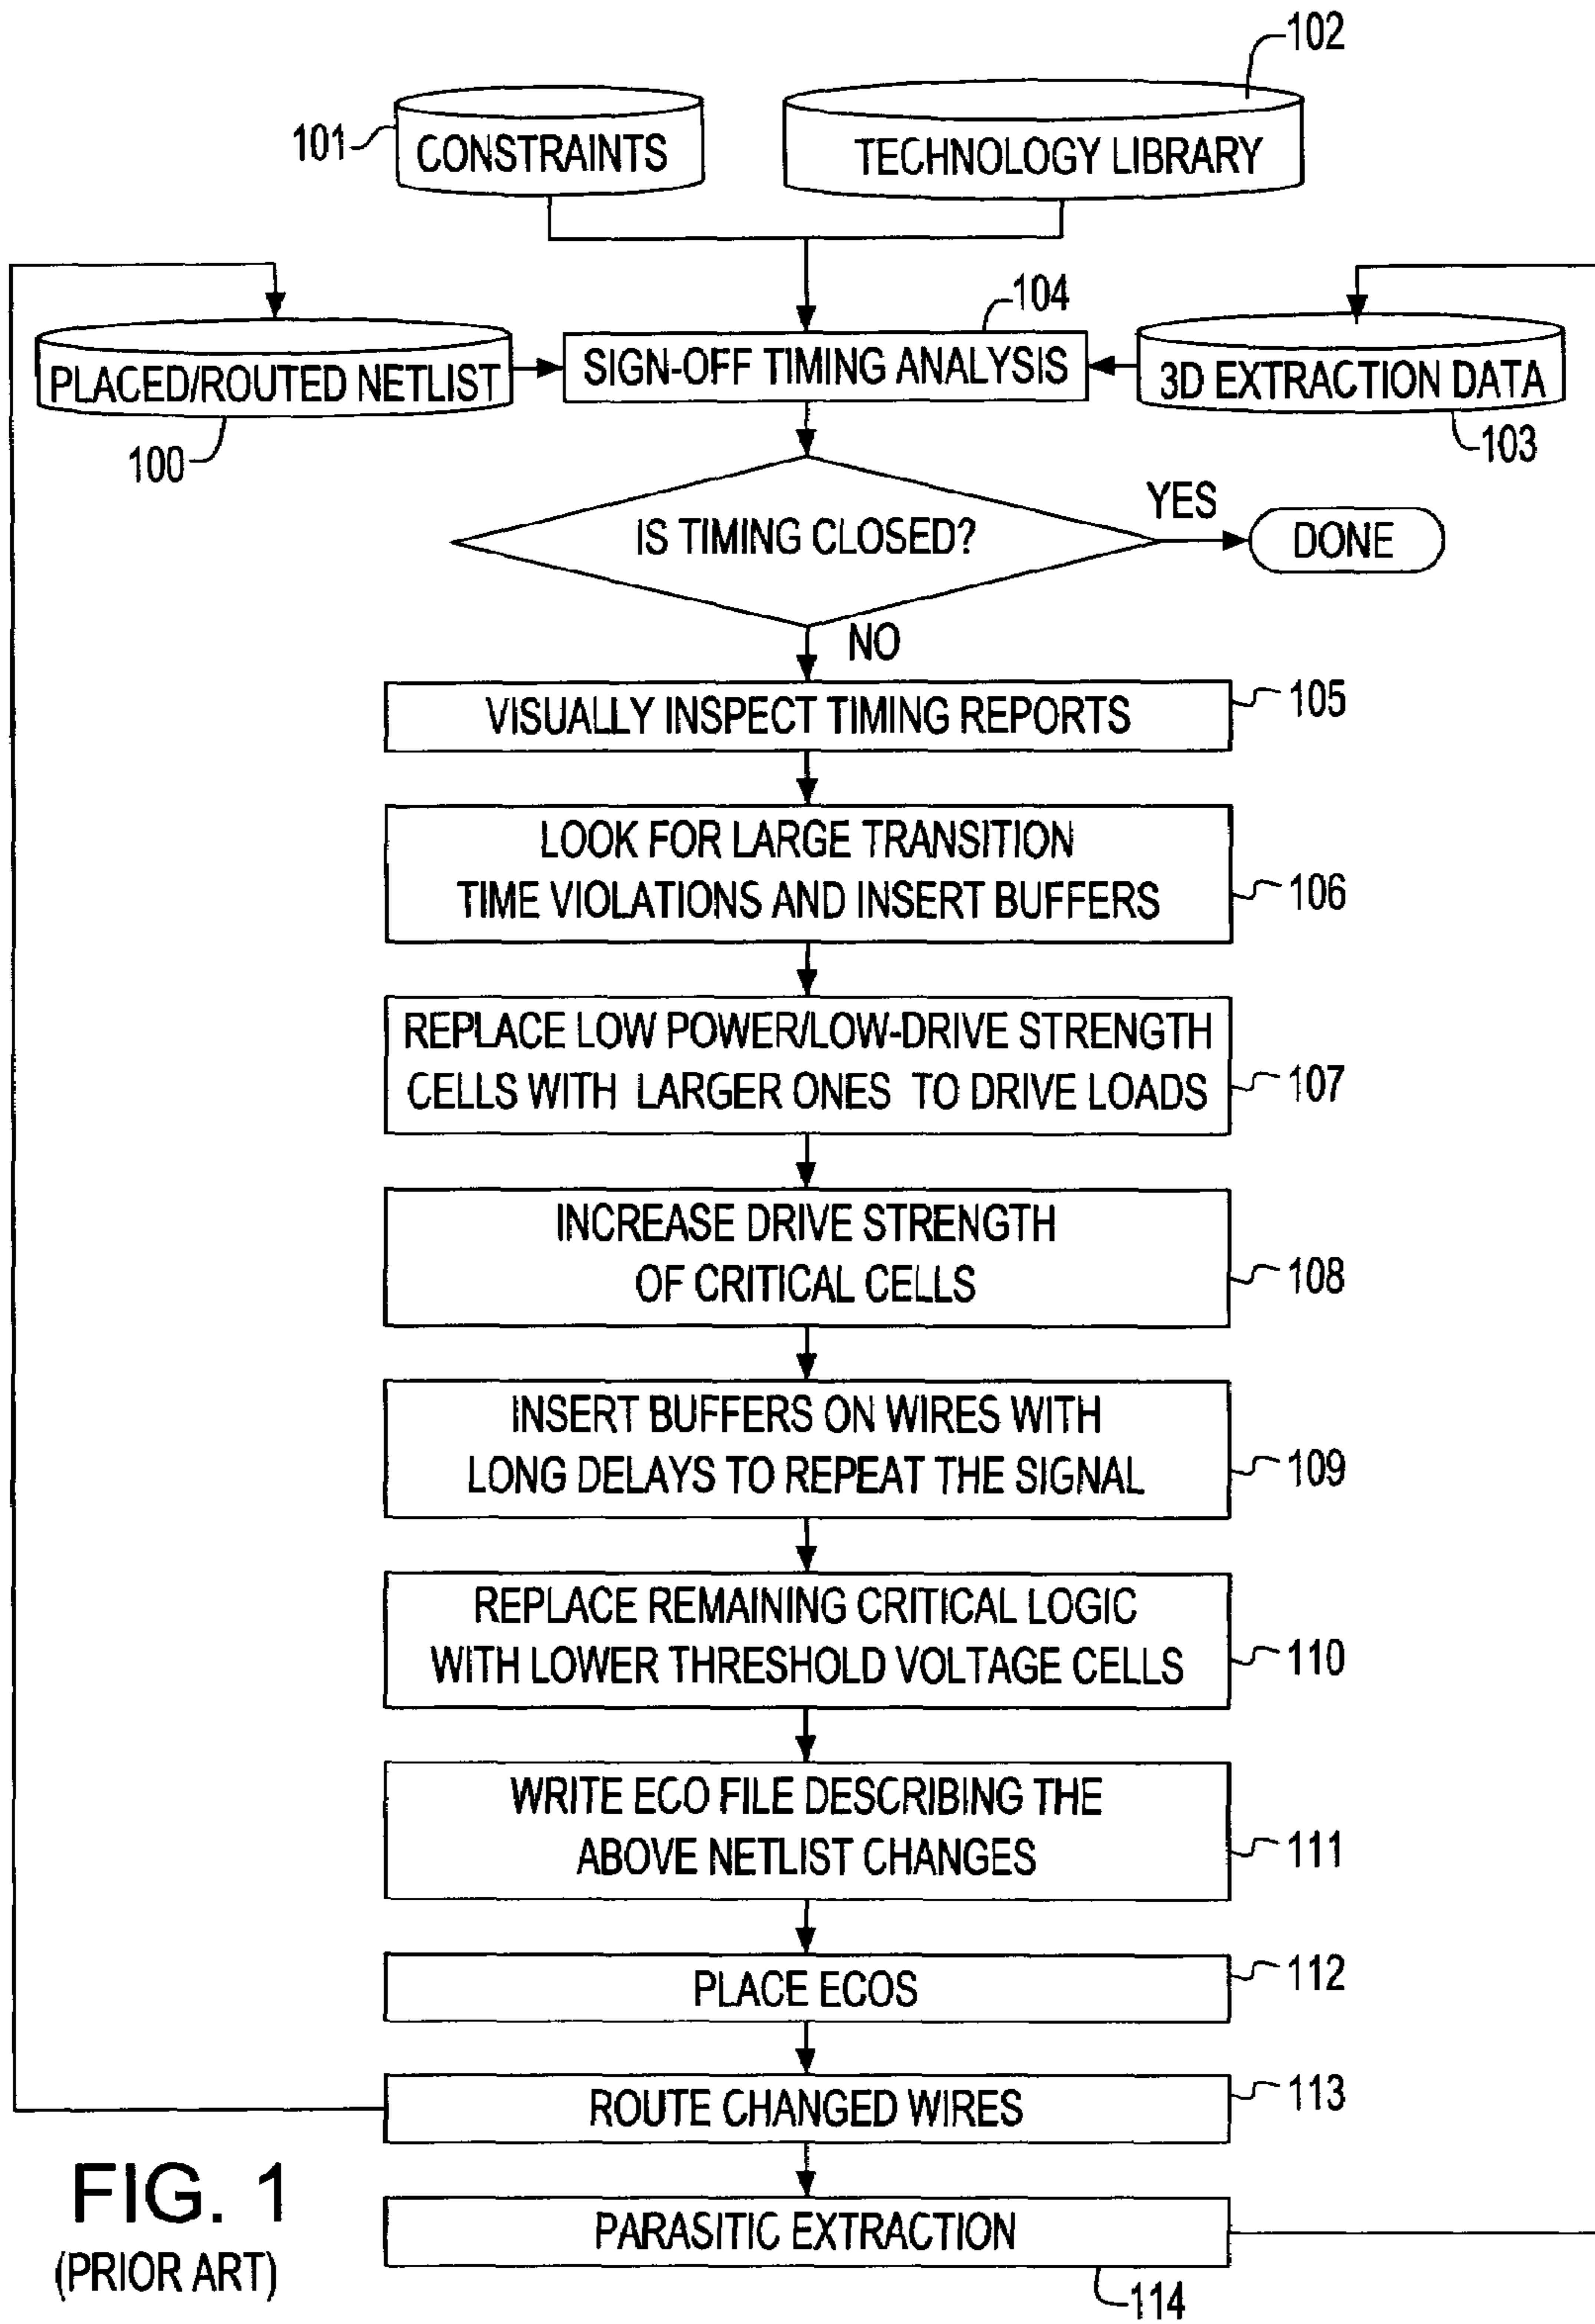 102
101
CONSTRAINTS
TECHNOLOGY LIBRARY
104
PLACED/ROUTED NETLIST
SIGN-OFF TIMING ANALYSIS
3D EXTRACTION DATA
100
103
IS TIMING CLOSED?
YES
DONE
NO
VISUALLY INSPECT TIMING REPORTS
105
LOOK FOR LARGE TRANSITION
TIME VIOLATIONS AND INSERT BUFFERS
106
REPLACE LOW POWER/LOW-DRIVE STRENGTH
CELLS WITH LARGER ONES TO DRIVE LOADS
107
INCREASE DRIVE STRENGTH
OF CRITICAL CELLS
108
INSERT BUFFERS ON WIRES WITH
LONG DELAYS TO REPEAT THE SIGNAL
109
REPLACE REMAINING CRITICAL LOGIC
WITH LOWER THRESHOLD VOLTAGE CELLS
110
WRITE ECO FILE DESCRIBING THE
ABOVE NETLIST CHANGES
111
PLACE ECOS
112
ROUTE CHANGED WIRES
113
PARASITIC EXTRACTION
114
FIG. 1
(PRIOR ART)